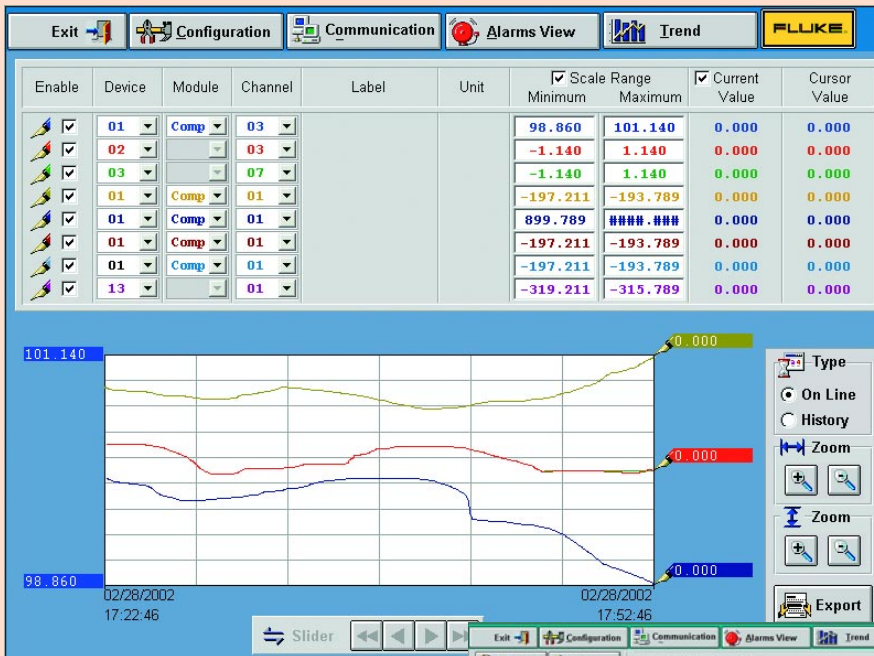 Exit Configuration Communication Alarms View Trend FLUKE
Enable Device Module Channel Label Unit Scale Range Current Cursor
Minimum Maximum Value Value
01 Comp 03 98.860 101.140 0.000 0.000
02 03 -1.140 1.140 0.000 0.000
03 07 -1.140 1.140 0.000 0.000
01 Comp 01 -197.211 -193.789 0.000 0.000
01 Comp 01 899.789 ####.### 0.000 0.000
01 Comp 01 -197.211 -193.789 0.000 0.000
01 Comp 01 -197.211 -193.789 0.000 0.000
13 01 -319.211 -315.789 0.000 0.000
0.000
101.140
Type
On Line
History
0.000
Zoom
Zoom
0.000
98.860
02/28/2002 02/28/2002
17:22:46 17:52:46
Export
Slider
Exit Configuration Communication Alarms View Trend